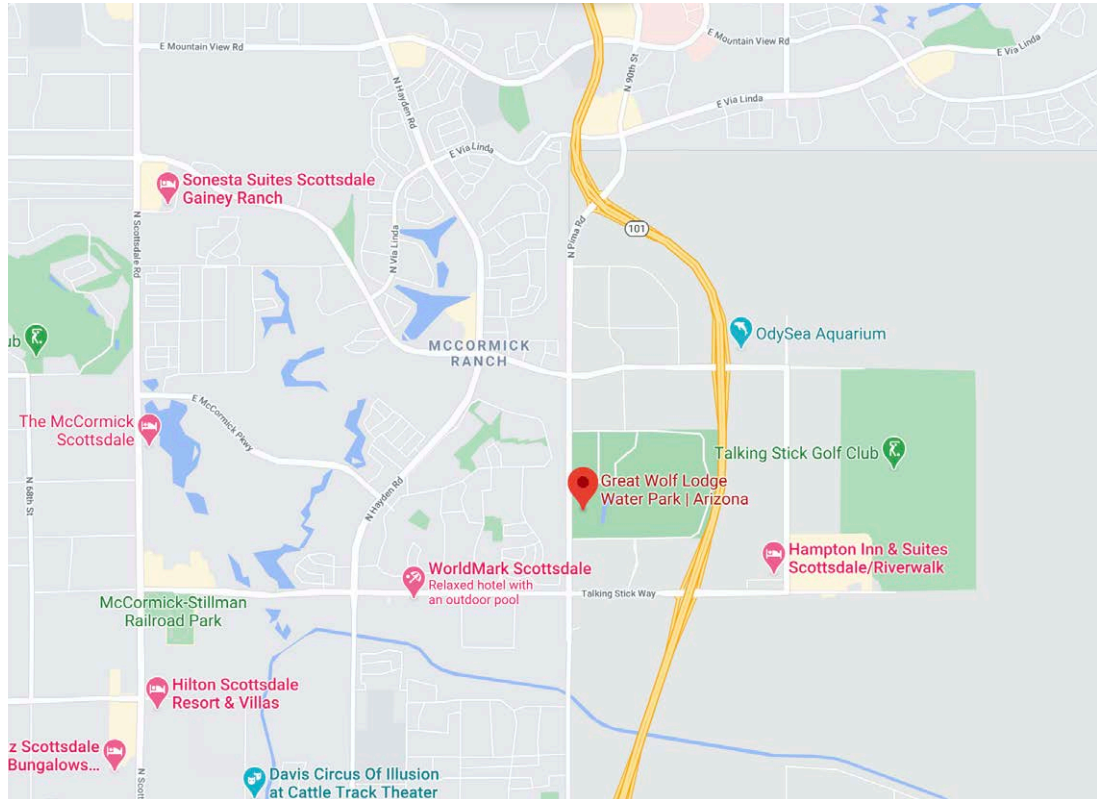 E Mountain View Rd
E Mountain View Rd
E Via Linda
N 90th St
N Hayden Rd
E Via Linda
E Via Linda
Sonesta Suites Scottsdale
Gainey Ranch
N Scottsdale Rd
N Via Linda
N Pima Rd
101
ub
MCCORMICK
RANCH
OdySea Aquarium
E McCormick Pkwy
The McCormick
Scottsdale
Talking Stick Golf Club
N 68th St
N Hayden Rd
Great Wolf Lodge
Water Park | Arizona
WorldMark Scottsdale
Relaxed hotel with
an outdoor pool
Hampton Inn & Suites
Scottsdale/Riverwalk
Talking Stick Way
McCormick-Stillman
Railroad Park
Hilton Scottsdale
Resort & Villas
z Scottsdale
Bungalows...
N Scott
Davis Circus Of Illusion
at Cattle Track Theater